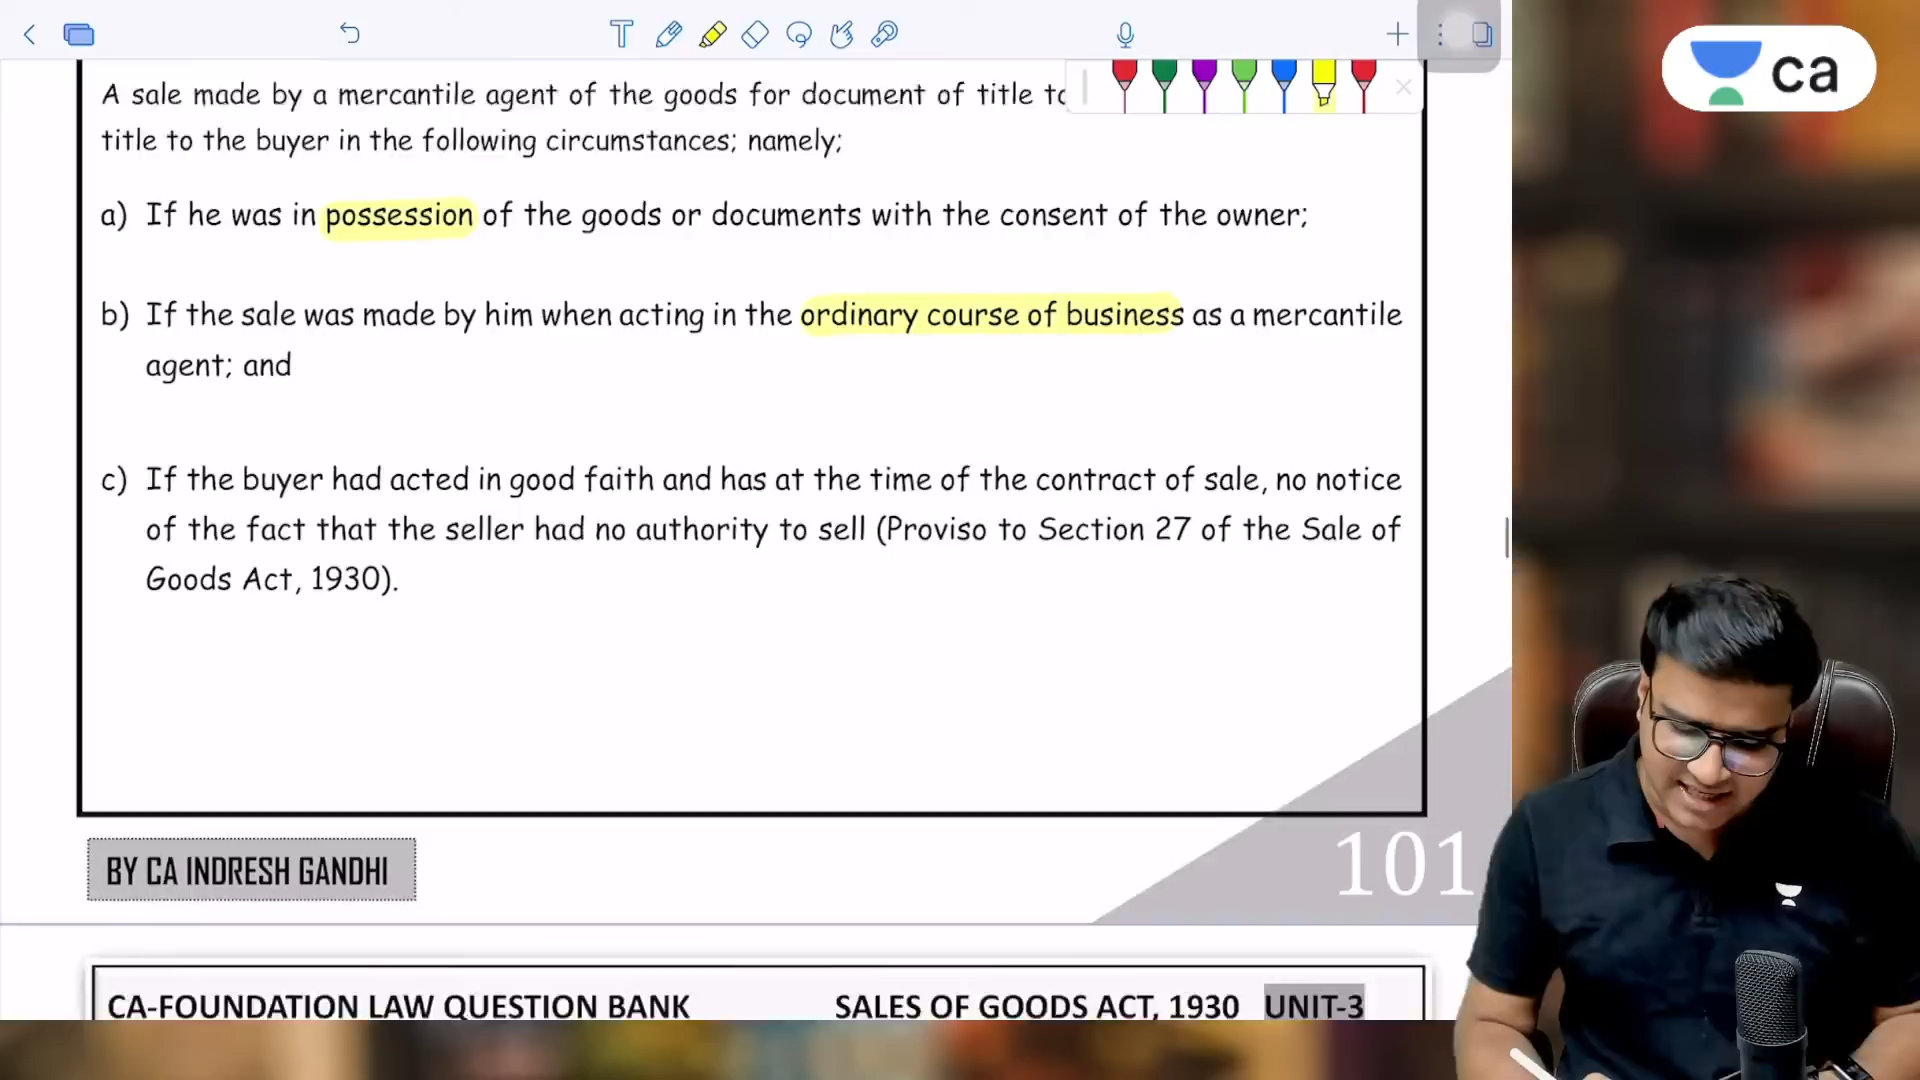 ca
A sale made by a mercantile agent of the goods for document of title
title to the buyer in the following circumstances; namely;
a) If he was in possession of the goods or documents with the consent of the owner;
b) If the sale was made by him when acting in the ordinary course of business as a mercantile
agent; and
c) If the buyer had acted in good faith and has at the time of the contract of sale, no notice
of the fact that the seller had no authority to sell (Proviso to Section 27 of the Sale of
Goods Act, 1930).
BY CA INDRESH GANDHI
101
CA-FOUNDATION LAW QUESTION BANK SALES OF GOODS ACT, 1930 UNIT-3